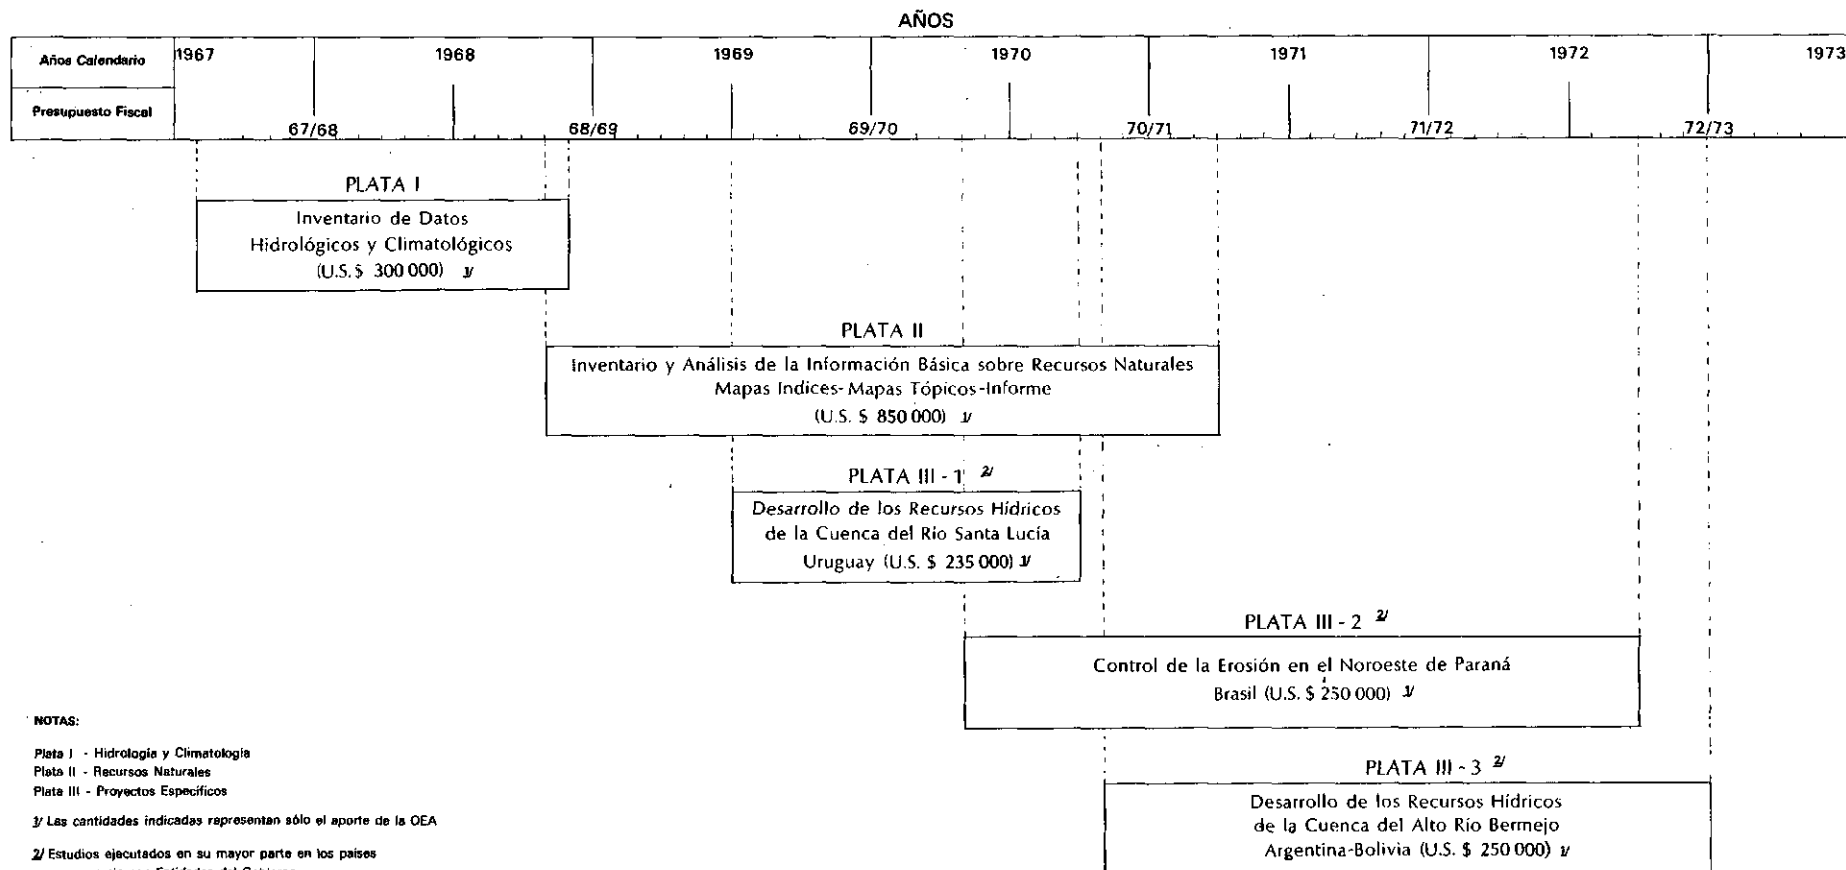 AÑOS
Años Calendario 1967 1968 1969 1970 1971 1972 1973
Presupuesto Fiscal 67/68 68/69 69/70 70/71 71/72 72/73
PLATA I
Inventario de Datos
Hidrológicos y Climatológicos
(U.S. $ 300 000) 1/
PLATA II
Inventario y Análisis de la Información Básica sobre Recursos Naturales
Mapas Indices-Mapas Tópicos-Informe
(U.S. $ 850 000) 1/
PLATA III - 1 2/
Desarrollo de los Recursos Hídricos
de la Cuenca del Río Santa Lucía
Uruguay (U.S. $ 235 000) 1/
PLATA III - 2 2/
Control de la Erosión en el Noroeste de Paraná
Brasil (U.S. $ 250 000) 1/
PLATA III - 3 2/
Desarrollo de los Recursos Hídricos
de la Cuenca del Alto Río Bermejo
Argentina-Bolivia (U.S. $ 250 000) 1/
NOTAS:
Plata I - Hidrología y Climatología
Plata II - Recursos Naturales
Plata III - Proyectos Específicos
1/ Las cantidades indicadas representan sólo el aporte de la OEA
2/ Estudios ejecutados en su mayor parte en los países